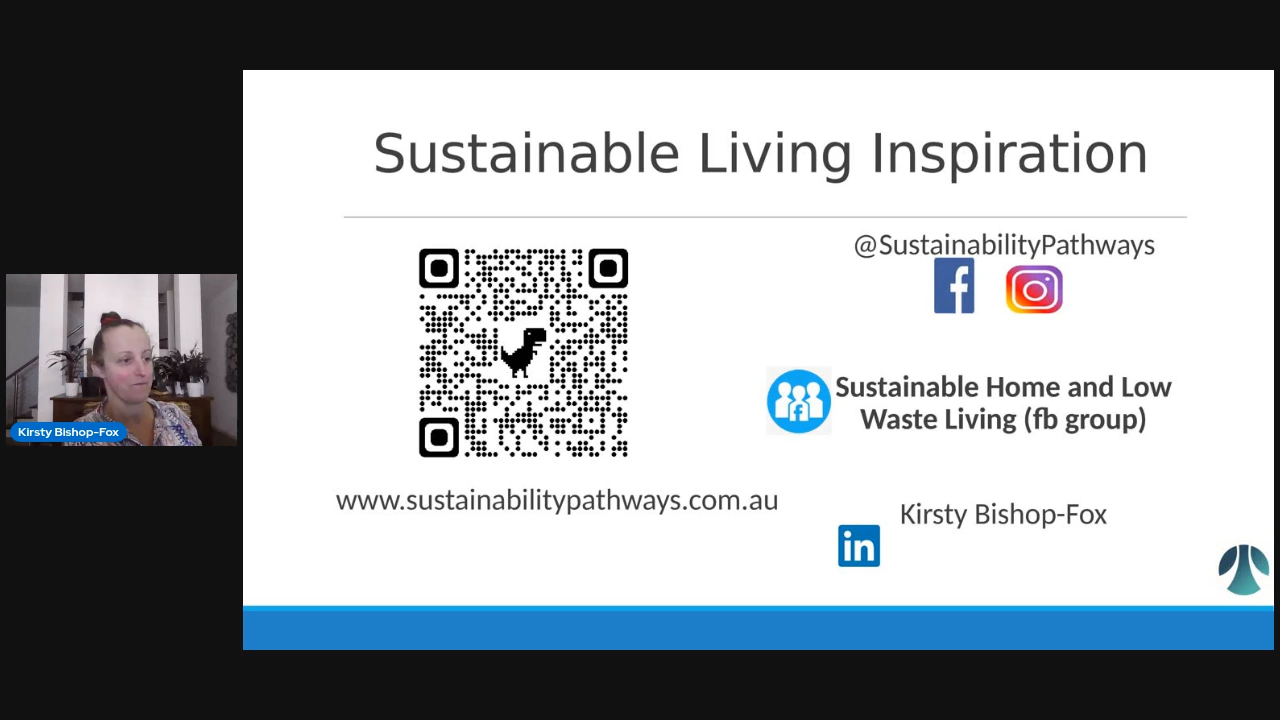 Sustainable Living Inspiration
@SustainabilityPathways
Sustainable Home and Low
Waste Living (fb group)
www.sustainabilitypathways.com.au
Kirsty Bishop-Fox
in
Kirsty Bishop-Fox